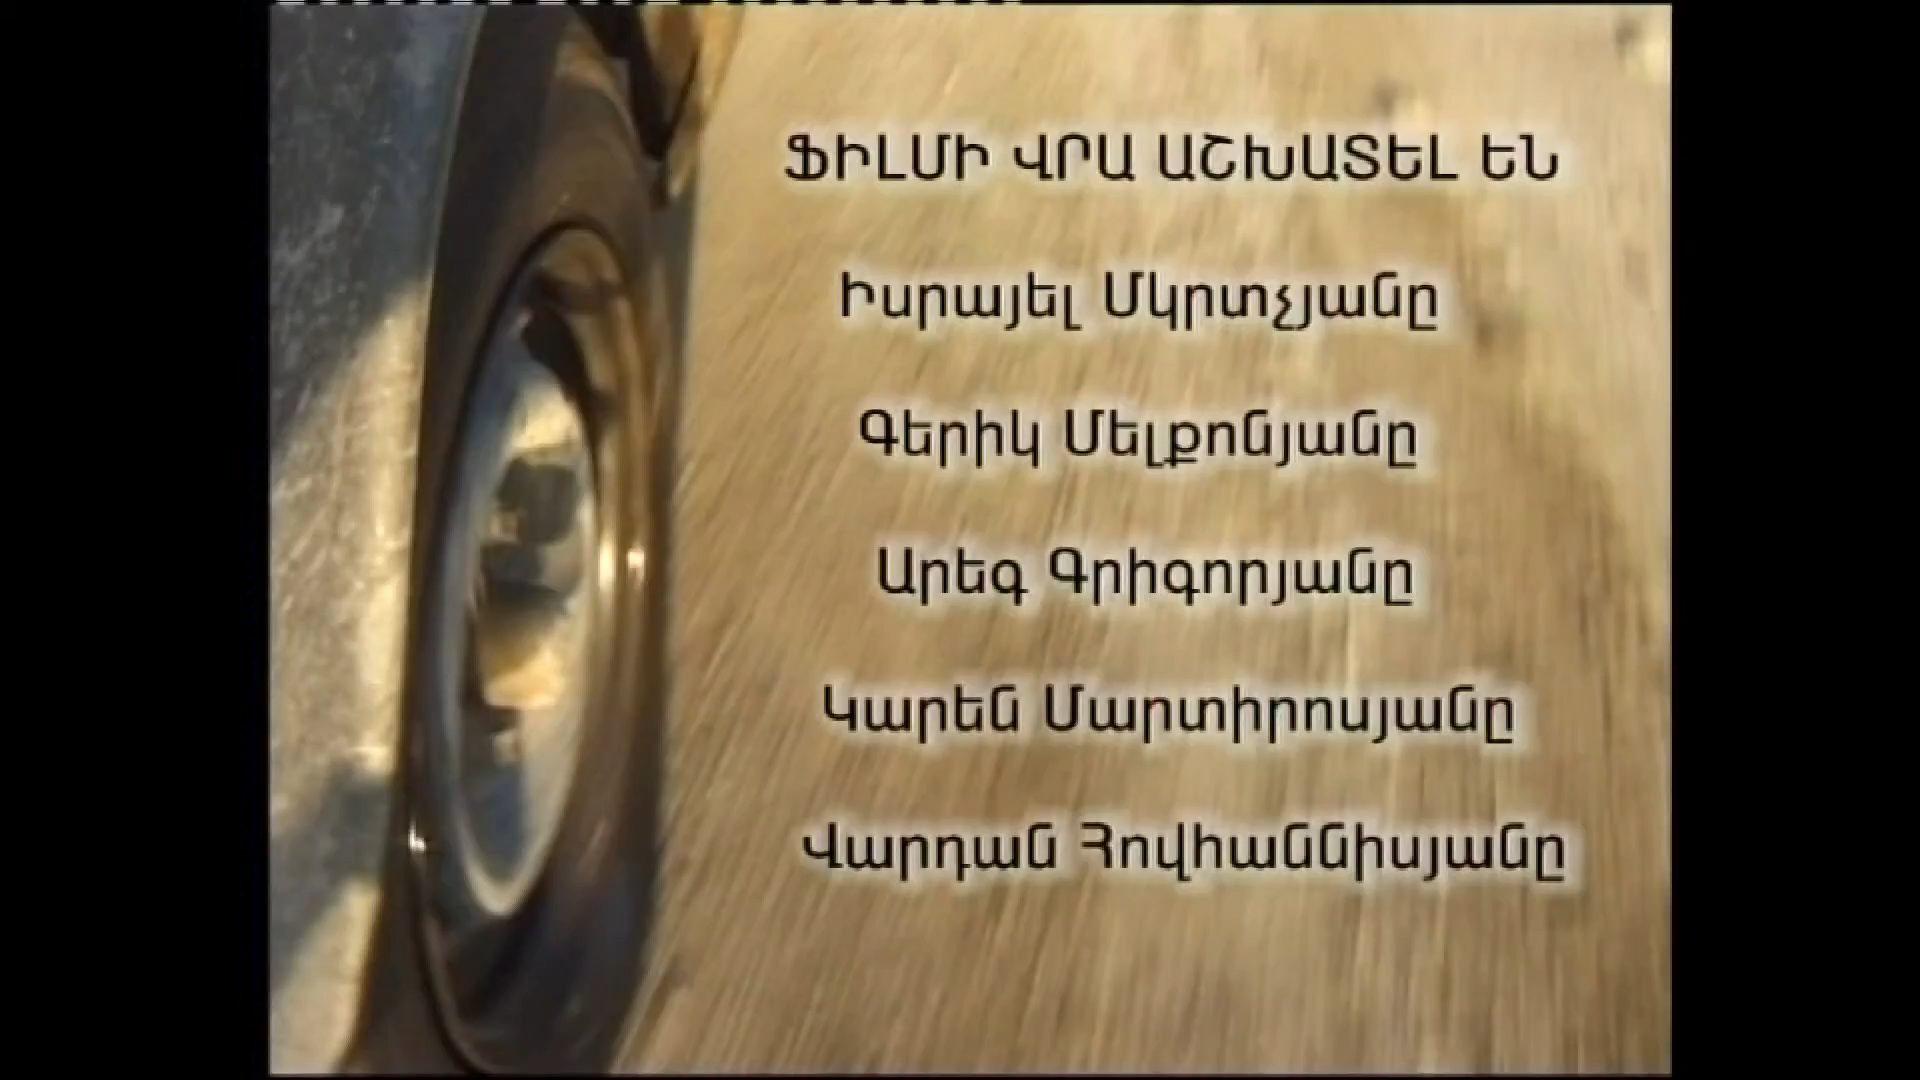 ՖԻԼՄԻ ՎՐԱ ԱՇԽԱՏԵԼ ԵՆ
Իսրայել Մկրտչյանը
Գերիկ Մելքոնյանը
Արեգ Գրիգորյանը
Կարեն Մարտիրոսյանը
Վարդան Հովհաննիսյանը